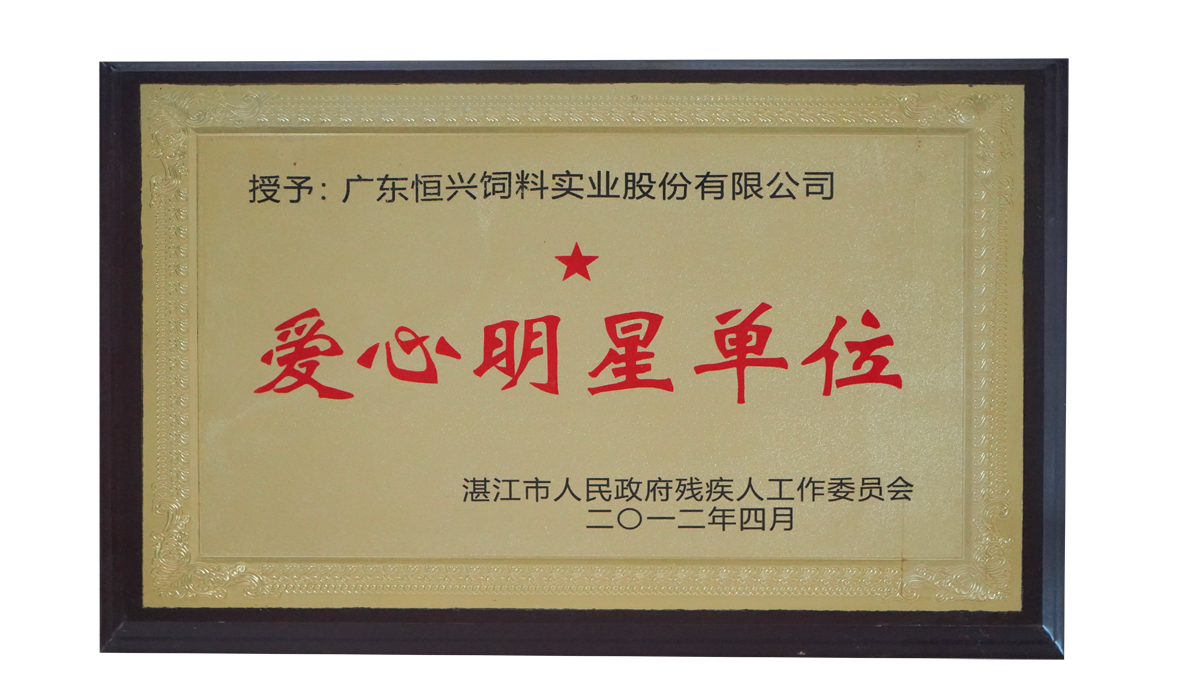 授予：广东恒兴饲料实业股份有限公司
爱心明星单位
湛江市人民政府残疾人工作委员会
二〇一二年四月